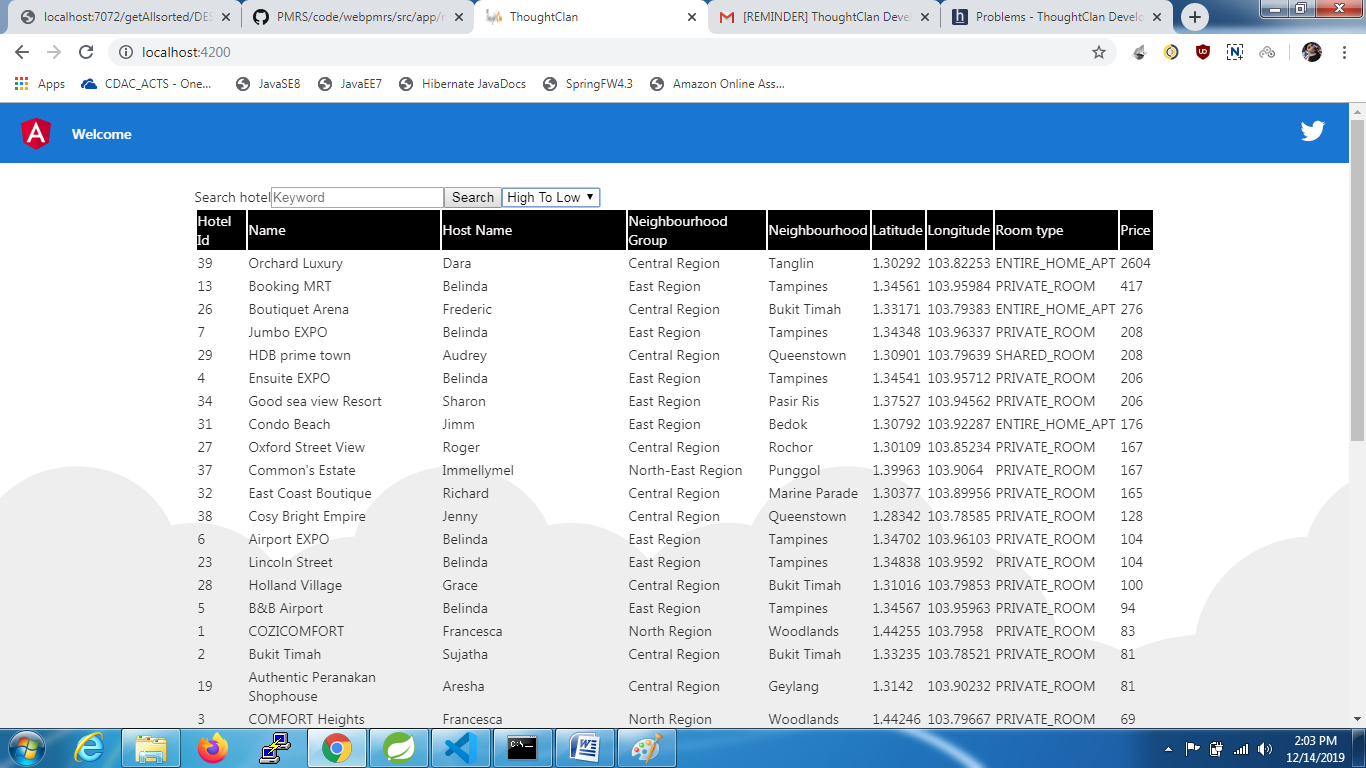 localhost:7072/getAllsorted/DES
PMRS/code/webpmrs/src/app/r
ThoughtClan
[REMINDER] ThoughtClan Deve
Problems - ThoughtClan Develo
localhost:4200
Apps
CDAC_ACTS - One...
JavaSE8
JavaEE7
Hibernate JavaDocs
SpringFW4.3
Amazon Online Ass...
Welcome
Search hotel Keyword Search High To Low
Hotel Id Name Host Name Neighbourhood Group Neighbourhood Latitude Longitude Room type Price
39 Orchard Luxury Dara Central Region Tanglin 1.30292 103.82253 ENTIRE_HOME_APT 2604
13 Booking MRT Belinda East Region Tampines 1.34561 103.95984 PRIVATE_ROOM 417
26 Boutiquet Arena Frederic Central Region Bukit Timah 1.33171 103.79383 ENTIRE_HOME_APT 276
7 Jumbo EXPO Belinda East Region Tampines 1.34348 103.96337 PRIVATE_ROOM 208
29 HDB prime town Audrey Central Region Queenstown 1.30901 103.79639 SHARED_ROOM 208
4 Ensuite EXPO Belinda East Region Tampines 1.34541 103.95712 PRIVATE_ROOM 206
34 Good sea view Resort Sharon East Region Pasir Ris 1.37527 103.94562 PRIVATE_ROOM 206
31 Condo Beach Jimm East Region Bedok 1.30792 103.92287 ENTIRE_HOME_APT 176
27 Oxford Street View Roger Central Region Rochor 1.30109 103.85234 PRIVATE_ROOM 167
37 Common's Estate Immellymel North-East Region Punggol 1.39963 103.9064 PRIVATE_ROOM 167
32 East Coast Boutique Richard Central Region Marine Parade 1.30377 103.89956 PRIVATE_ROOM 165
38 Cosy Bright Empire Jenny Central Region Queenstown 1.28342 103.78585 PRIVATE_ROOM 128
6 Airport EXPO Belinda East Region Tampines 1.34702 103.96103 PRIVATE_ROOM 104
23 Lincoln Street Belinda East Region Tampines 1.34838 103.9592 PRIVATE_ROOM 104
28 Holland Village Grace Central Region Bukit Timah 1.31016 103.79853 PRIVATE_ROOM 100
5 B&B Airport Belinda East Region Tampines 1.34567 103.95963 PRIVATE_ROOM 94
1 COZICOMFORT Francesca North Region Woodlands 1.44255 103.7958 PRIVATE_ROOM 83
2 Bukit Timah Sujatha Central Region Bukit Timah 1.33235 103.78521 PRIVATE_ROOM 81
19 Authentic Peranakan Shophouse Aresha Central Region Geylang 1.3142 103.90232 PRIVATE_ROOM 81
3 COMFORT Heights Francesca North Region Woodlands 1.44246 103.79667 PRIVATE_ROOM 69
2:03 PM
12/14/2019